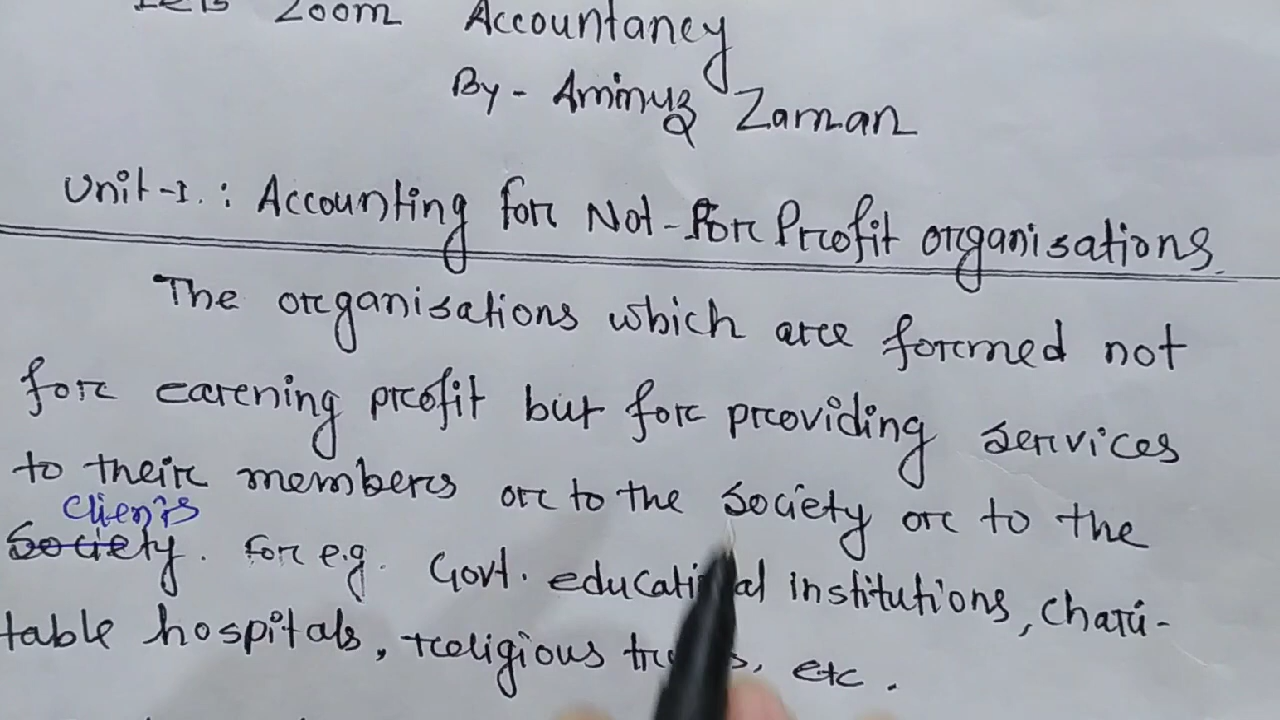 Zoom Accountancy
By - Aminuz Zaman
Unit-I. : Accounting for Not-For Profit organisations.
The organisations which are formed not
for earening profit but for providing services
to their members or to the society or to the
clients
Society. For e.g. Govt. educational institutions, chari-
table hospitals, religious trusts, etc.